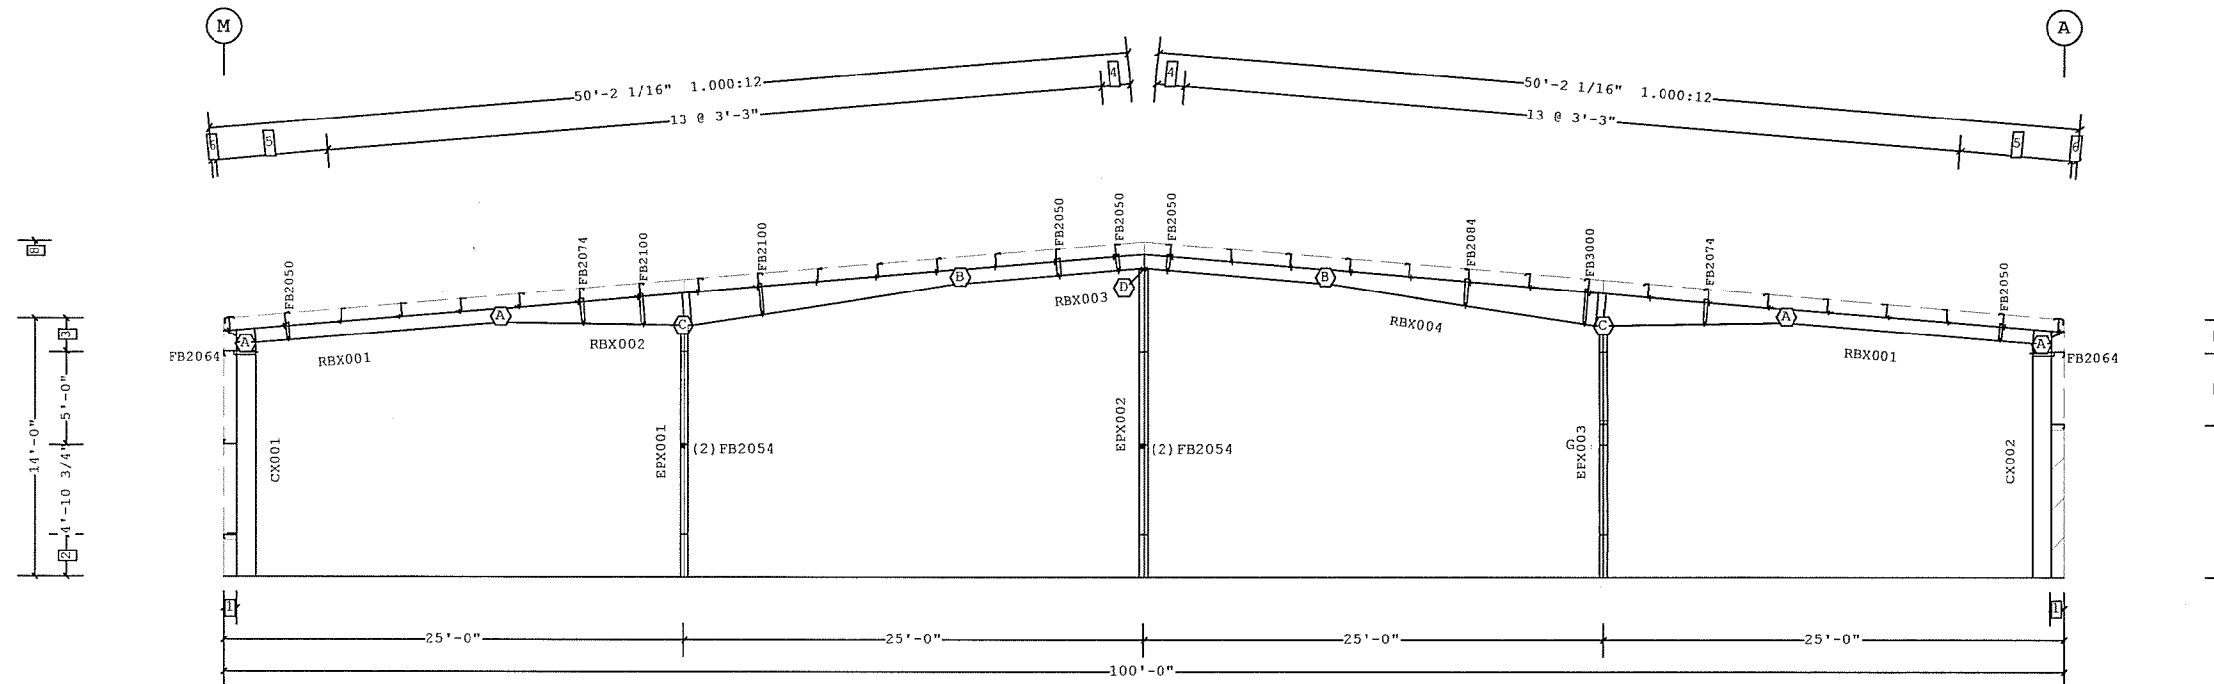 M
A
50'-2 1/16" 1.000:12
4
4
50'-2 1/16" 1.000:12
13 @ 3'-3"
13 @ 3'-3"
6
5
5
6
8
FB2050
FB2074
FB2100
FB2100
FB2050
FB2050
FB2050
FB2084
FB3000
FB2074
FB2050
A
A
C
B
D
B
C
A
A
FB2064
RBX001
RBX002
RBX003
RBX004
RBX001
FB2064
3
5'-0"
14'-0"
4'-10 3/4"
2
CX001
EPX001
(2)FB2054
EPX002
(2)FB2054
G
EPX003
CX002
1
1
25'-0"
25'-0"
25'-0"
25'-0"
100'-0"